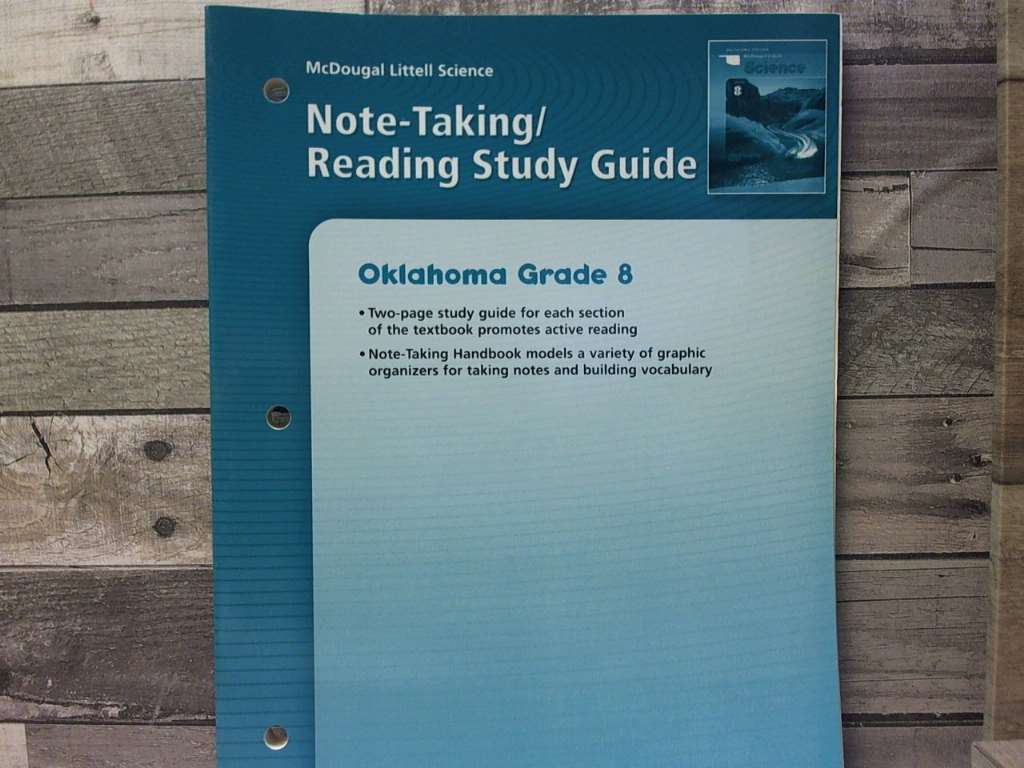 McDougal Littell Science
Note-Taking/
Reading Study Guide
Science
8
Oklahoma Grade 8
• Two-page study guide for each section
of the textbook promotes active reading
• Note-Taking Handbook models a variety of graphic
organizers for taking notes and building vocabulary